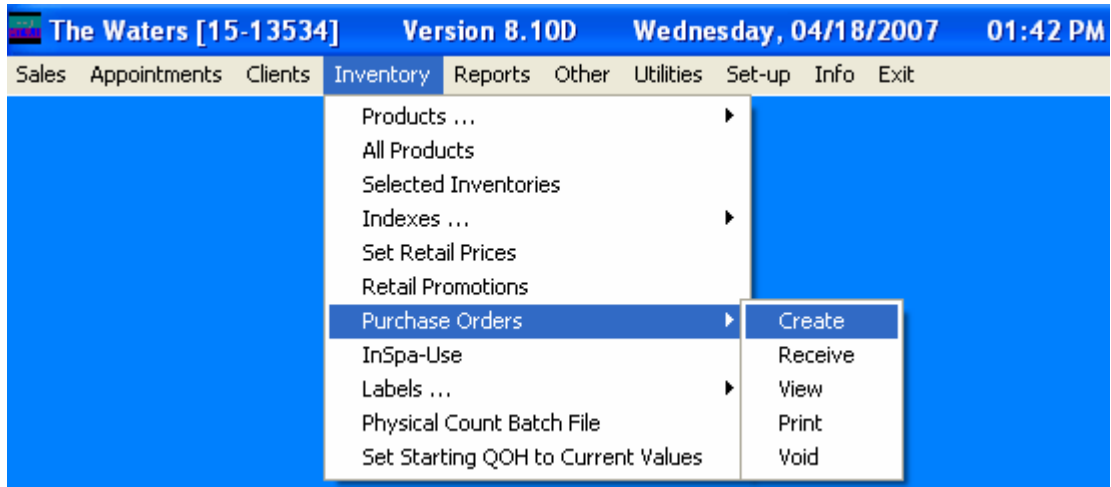 The Waters [15-13534] Version 8.10D Wednesday, 04/18/2007 01:42 PM
Sales Appointments Clients Inventory Reports Other Utilities Set-up Info Exit
Products ...
All Products
Selected Inventories
Indexes ...
Set Retail Prices
Retail Promotions
Purchase Orders
InSpa-Use
Labels ...
Physical Count Batch File
Set Starting QOH to Current Values
Create
Receive
View
Print
Void